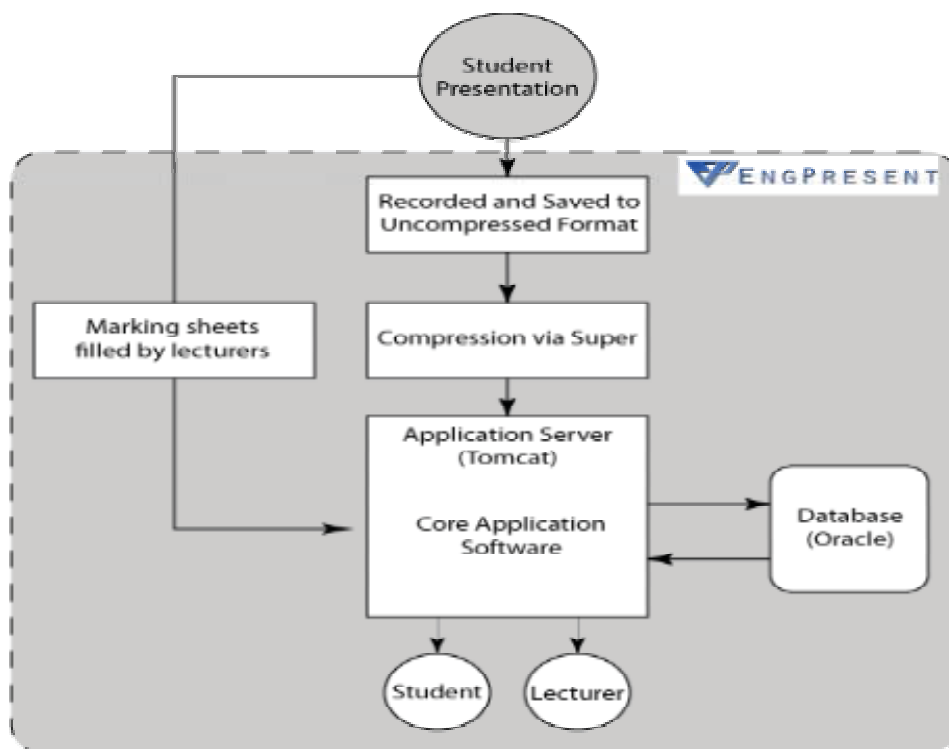 Student
Presentation
ENGPRESENT
Recorded and Saved to
Uncompressed Format
Marking sheets
filled by lecturers
Compression via Super
Application Server
(Tomcat)
Core Application
Software
Database
(Oracle)
Student
Lecturer